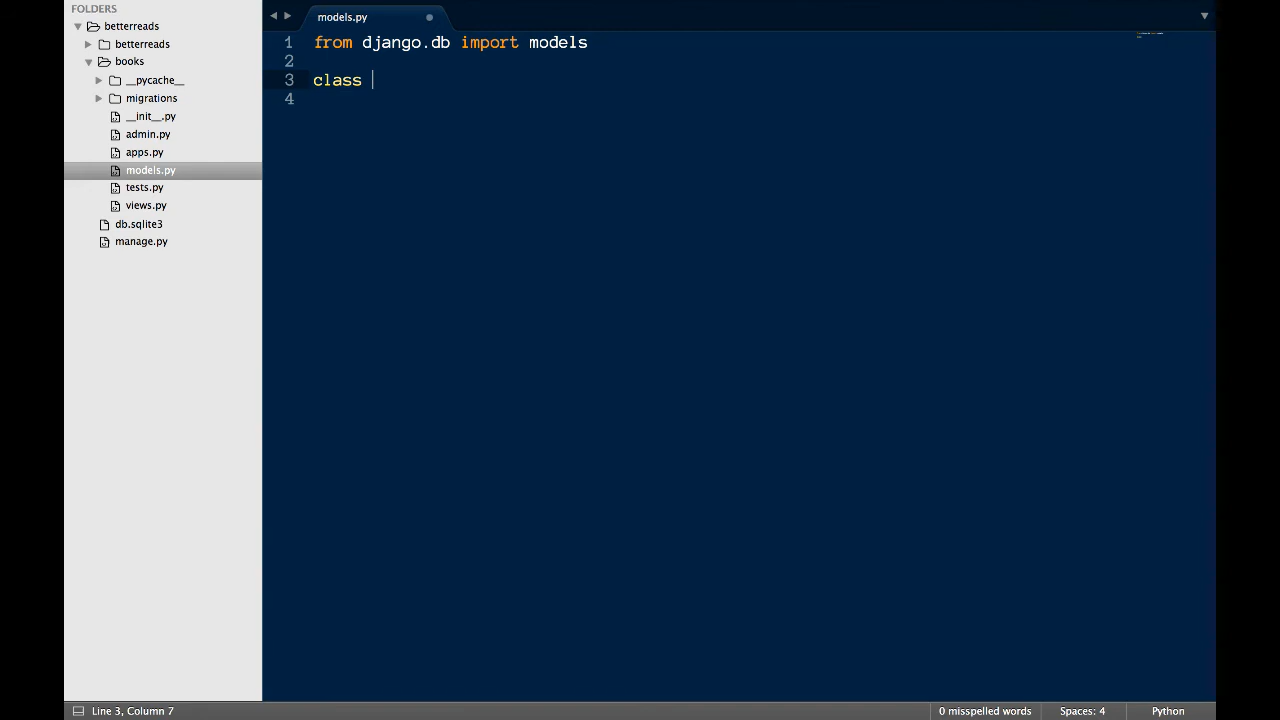 FOLDERS
betterreads
betterreads
books
__pycache__
migrations
__init__.py
admin.py
apps.py
models.py
tests.py
views.py
db.sqlite3
manage.py
models.py
1 from django.db import models
2
3 class
4
Line 3, Column 7
0 misspelled words
Spaces: 4
Python